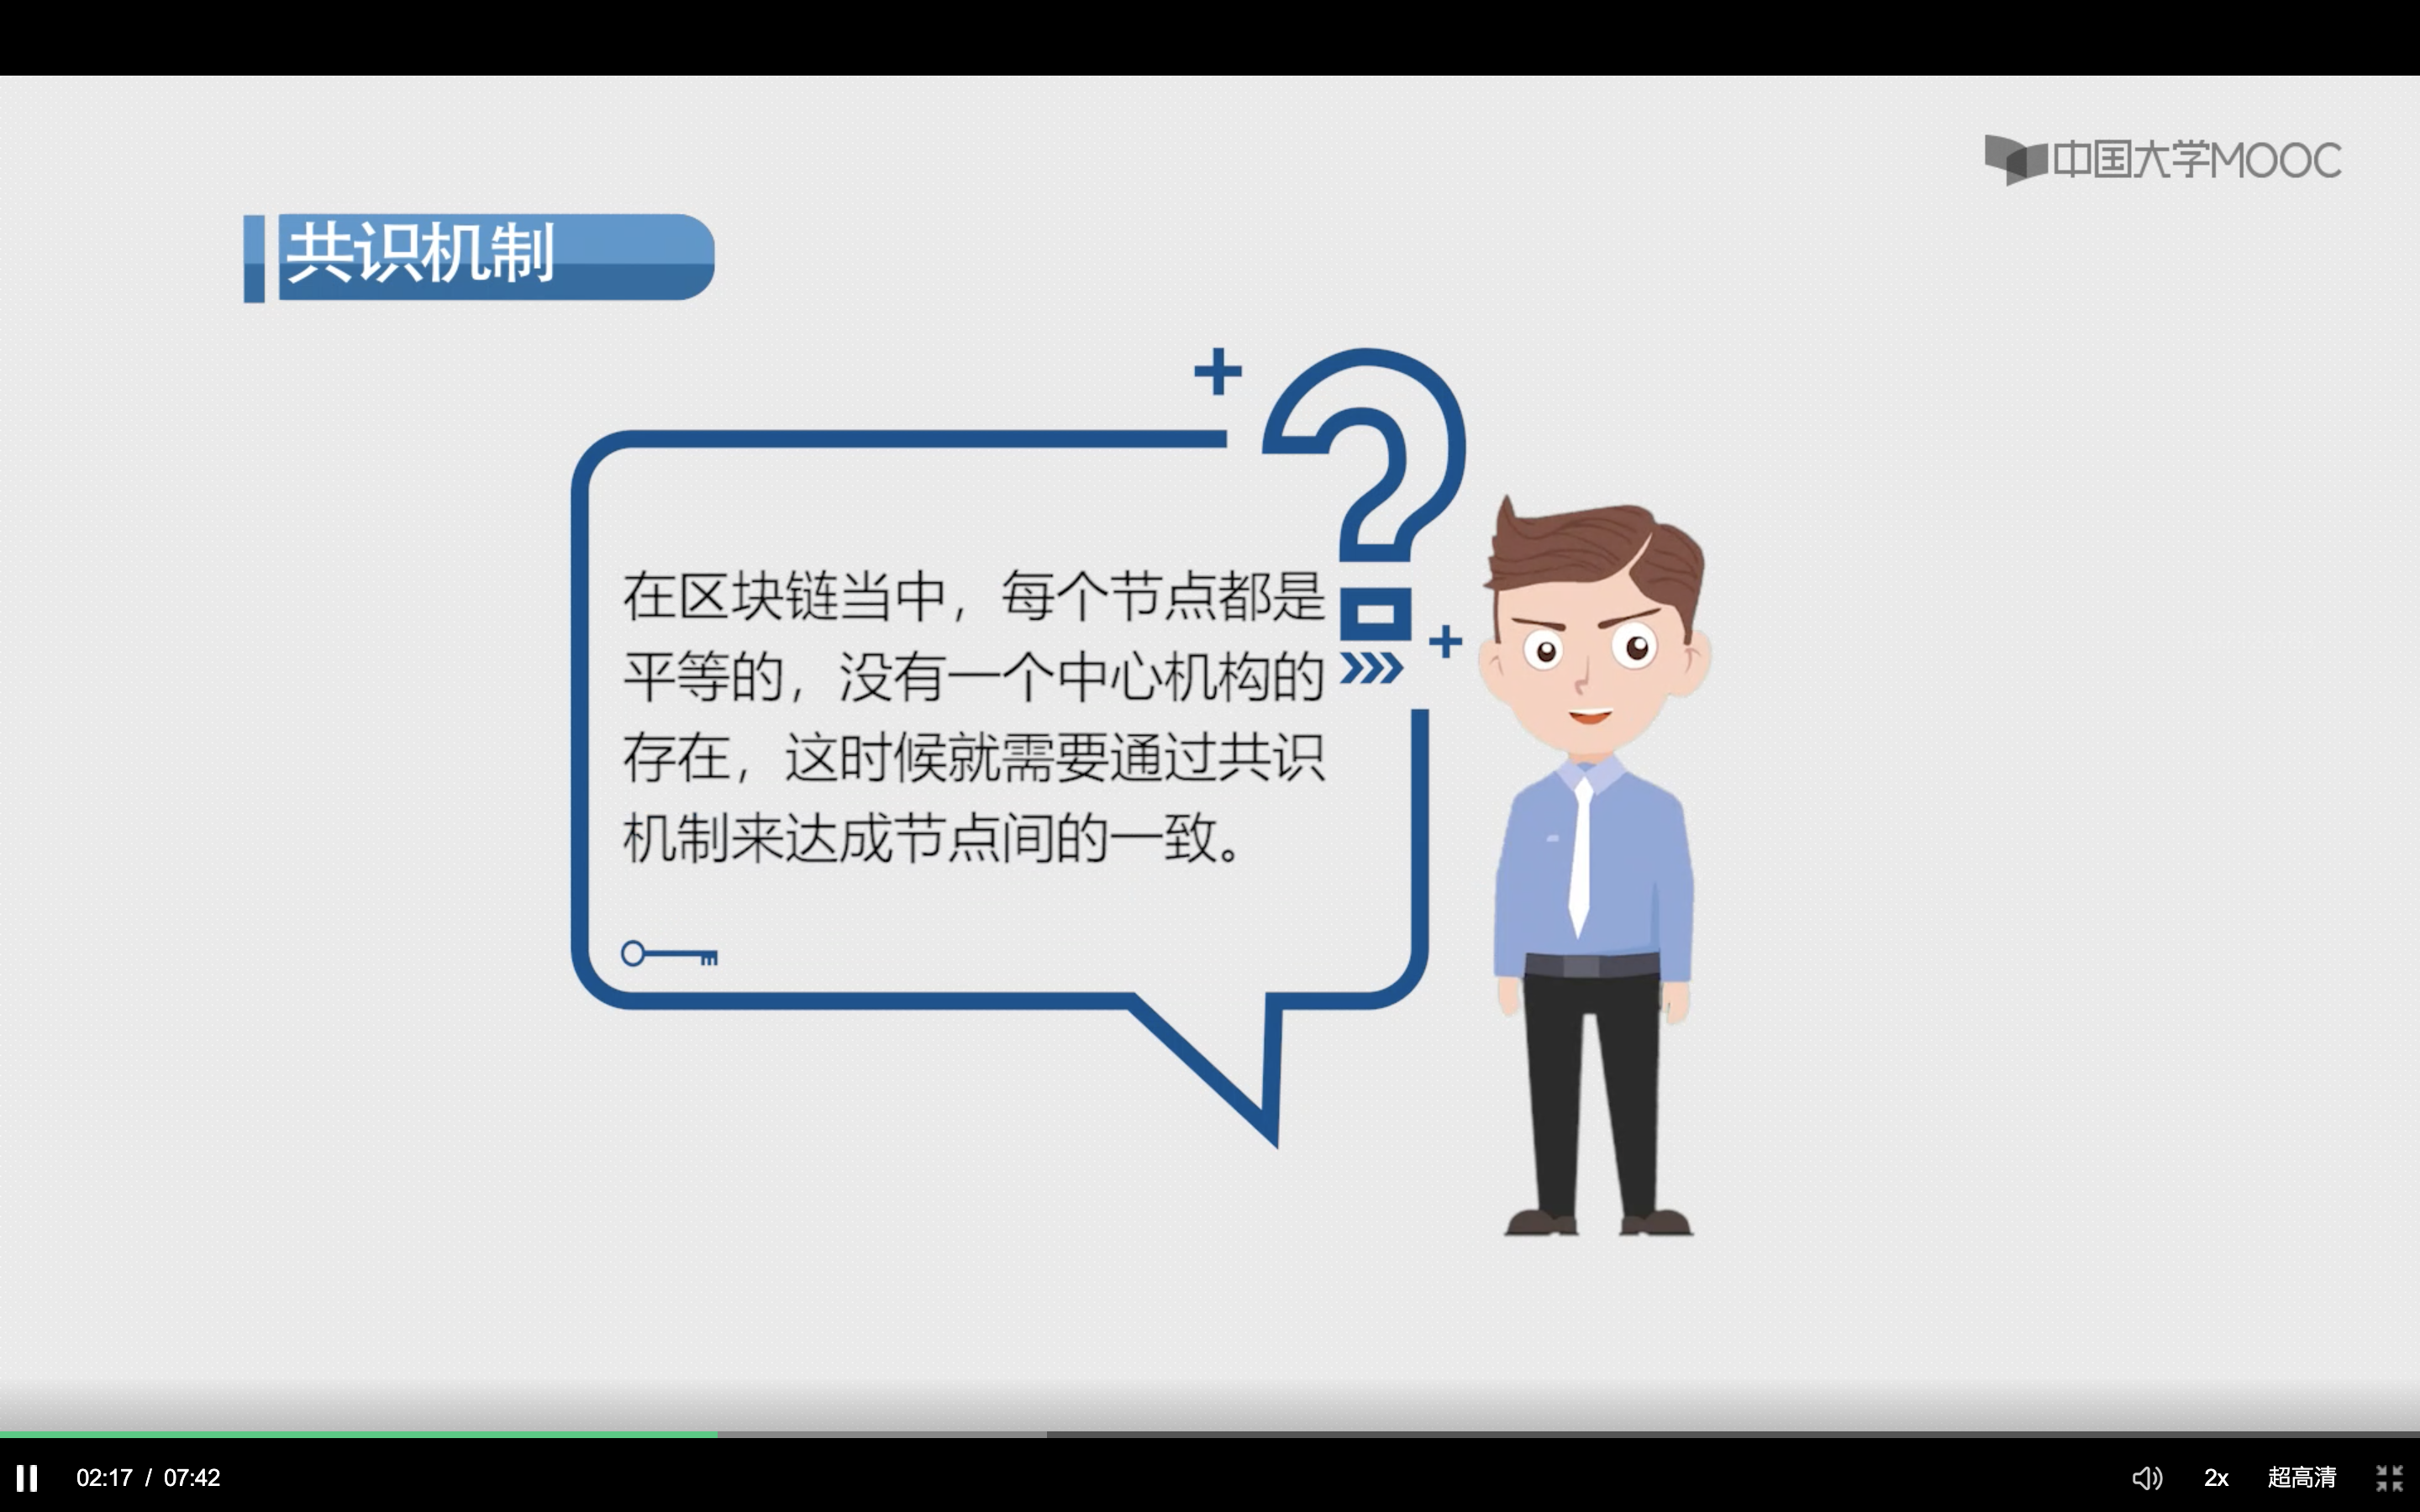 中国大学MOOC
共识机制
在区块链当中，每个节点都是
平等的，没有一个中心机构的
存在，这时候就需要通过共识
机制来达成节点间的一致。
02:17 / 07:42
2x
超高清